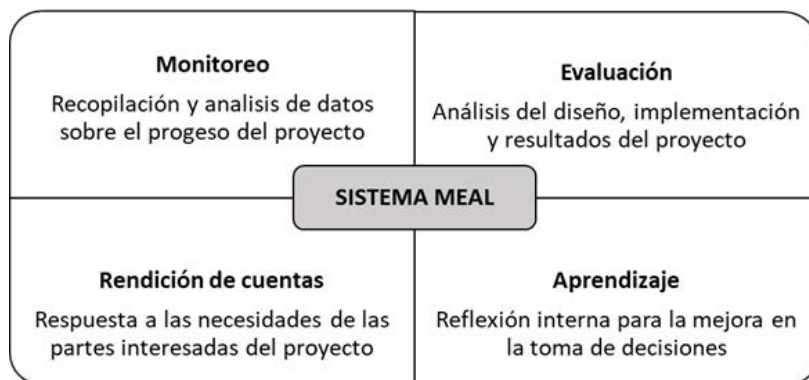 Monitoreo
Recopilación y analisis de datos
sobre el progeso del proyecto
Evaluación
Análisis del diseño, implementación
y resultados del proyecto
SISTEMA MEAL
Rendición de cuentas
Respuesta a las necesidades de las
partes interesadas del proyecto
Aprendizaje
Reflexión interna para la mejora en
la toma de decisiones